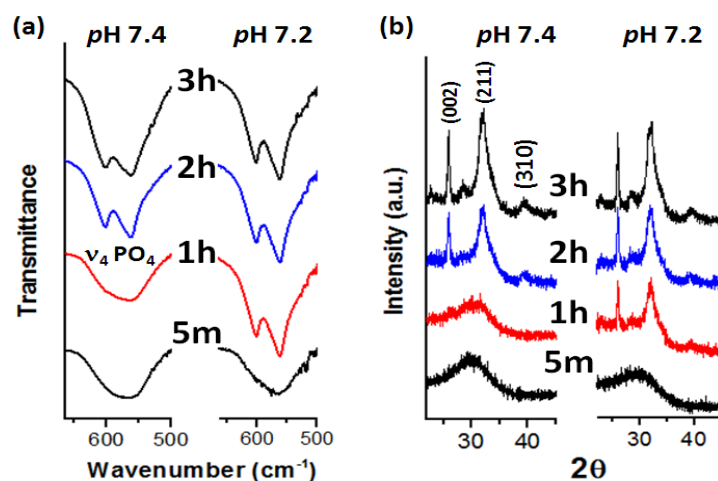 (a)
pH 7.4
pH 7.2
3h
2h
ν₄ PO₄
1h
5m
Transmittance
600
500
600
500
Wavenumber (cm⁻¹)
(b)
pH 7.4
pH 7.2
(002)
(211)
(310)
3h
2h
1h
5m
Intensity (a.u.)
30
40
30
40
2θ